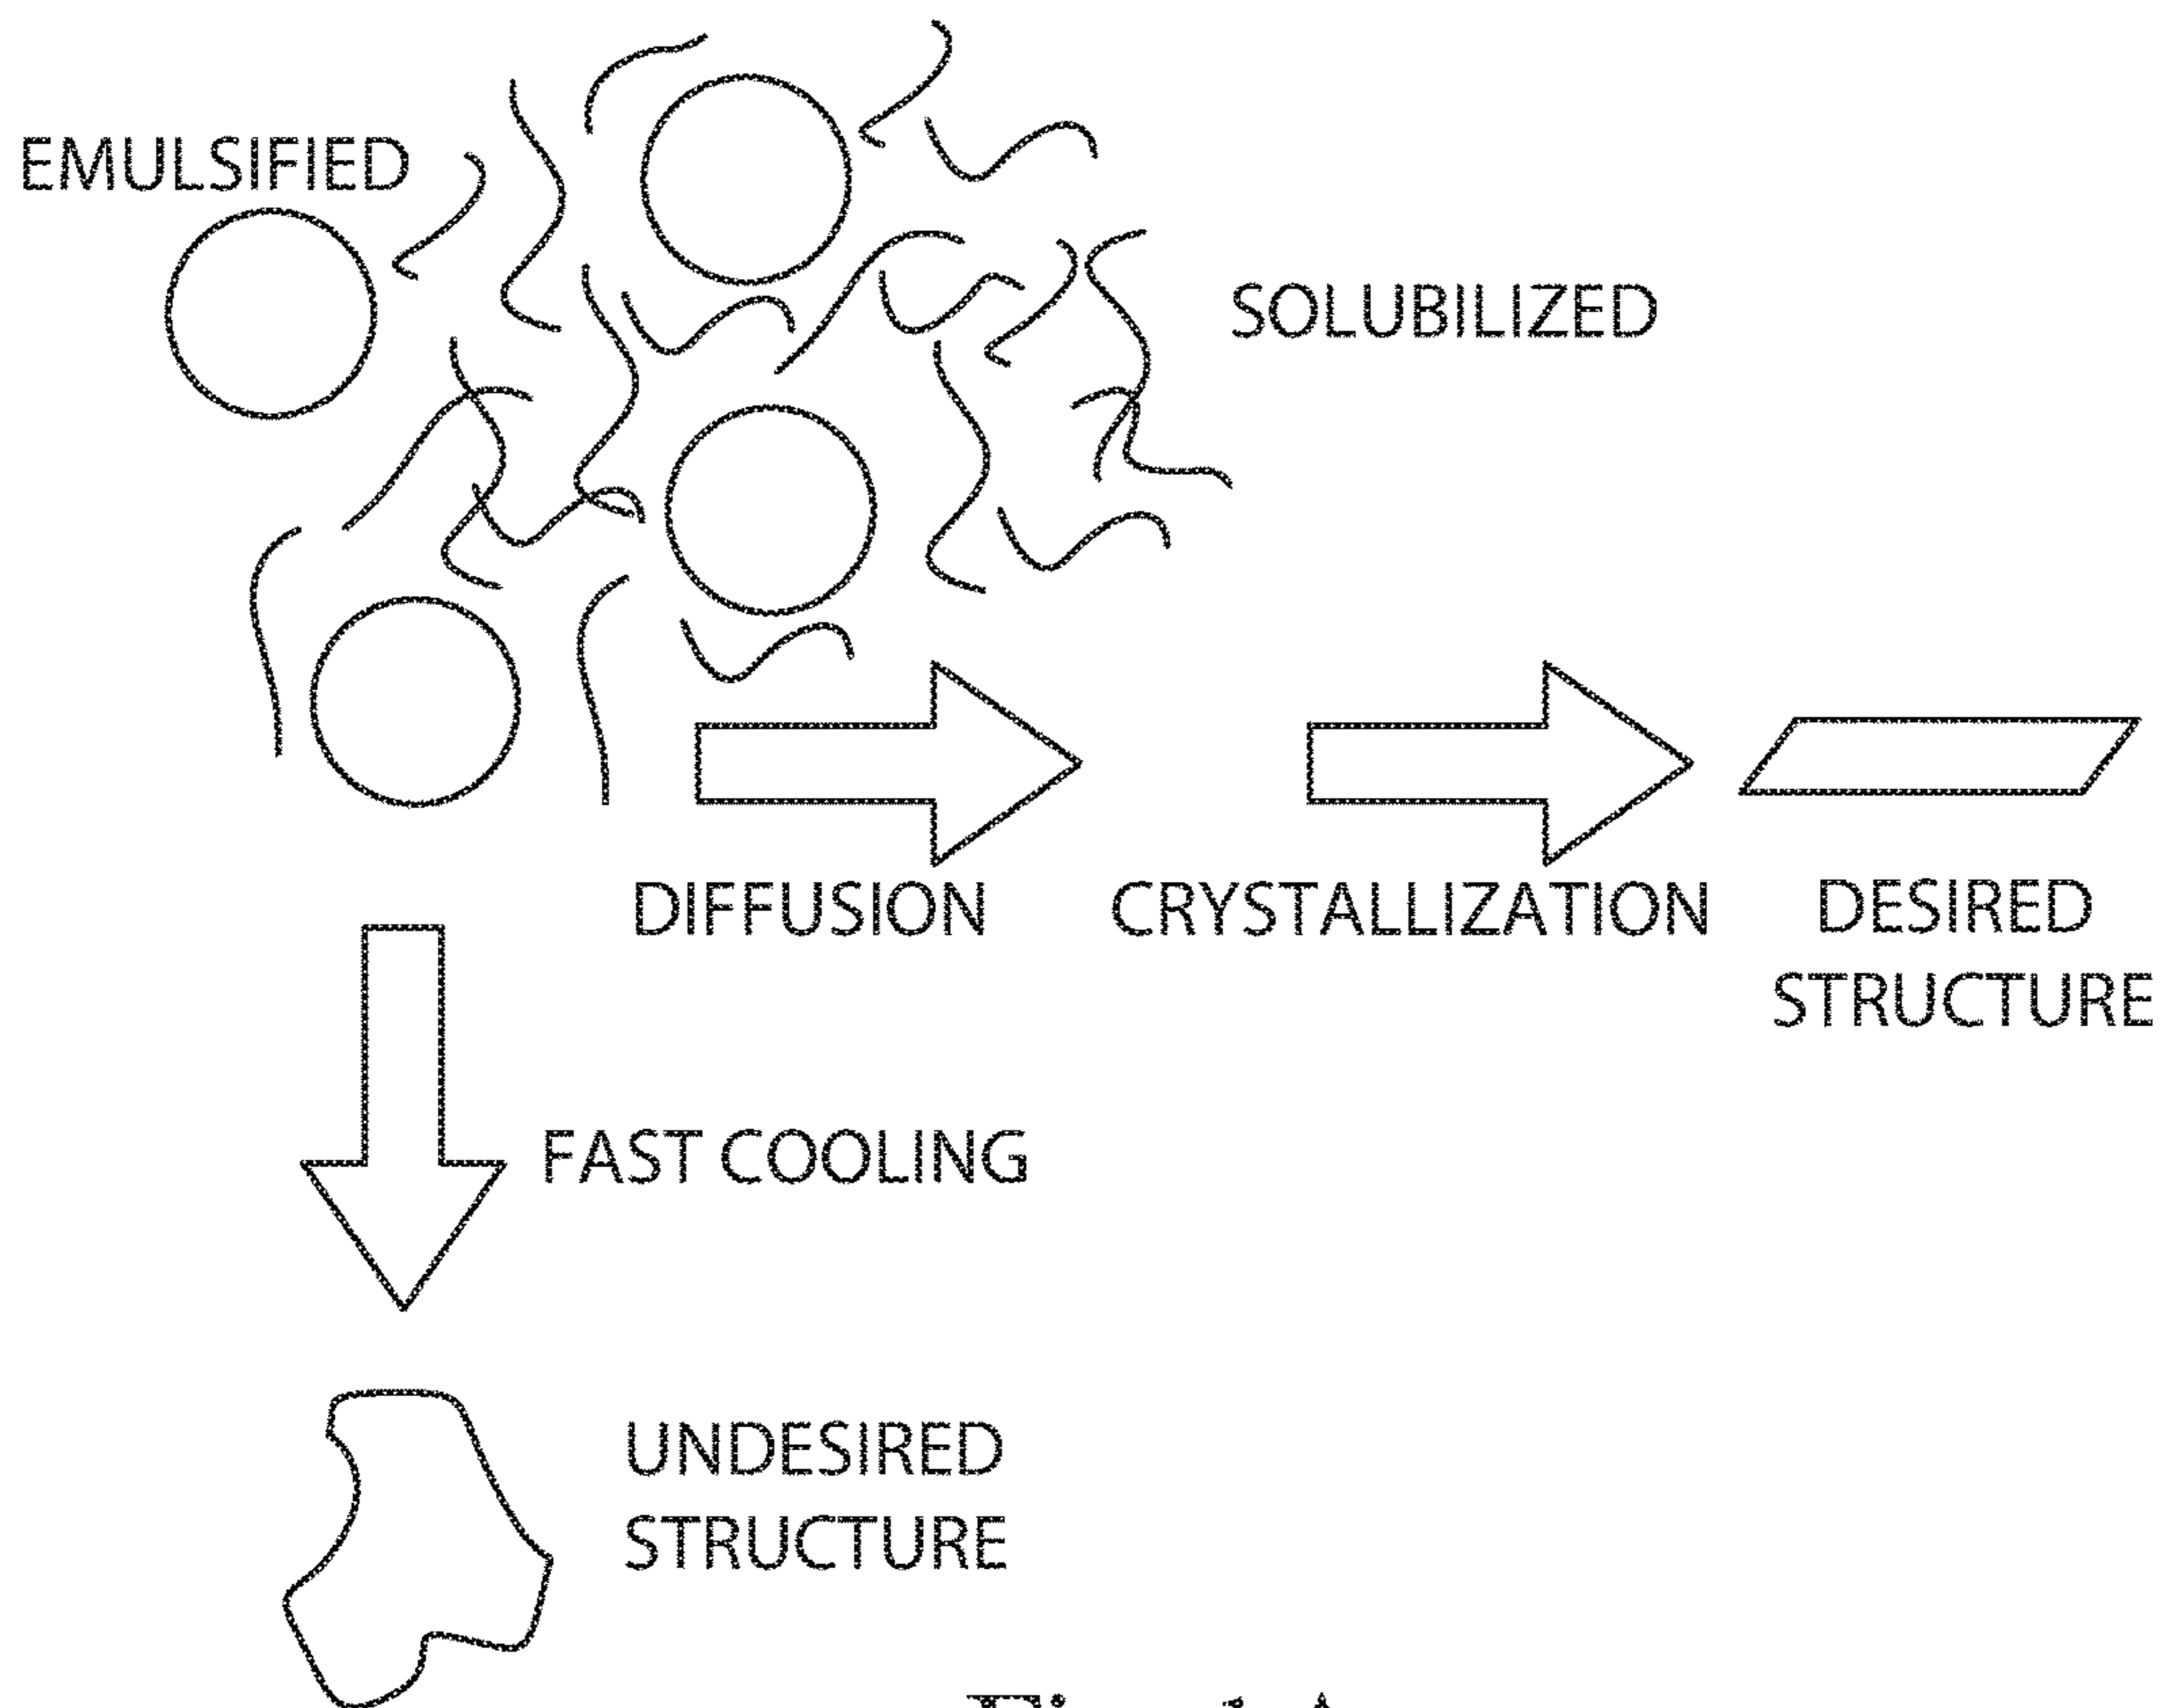 EMULSIFIED
SOLUBILIZED
DIFFUSION
CRYSTALLIZATION
DESIRED
STRUCTURE
FAST COOLING
UNDESIRED
STRUCTURE